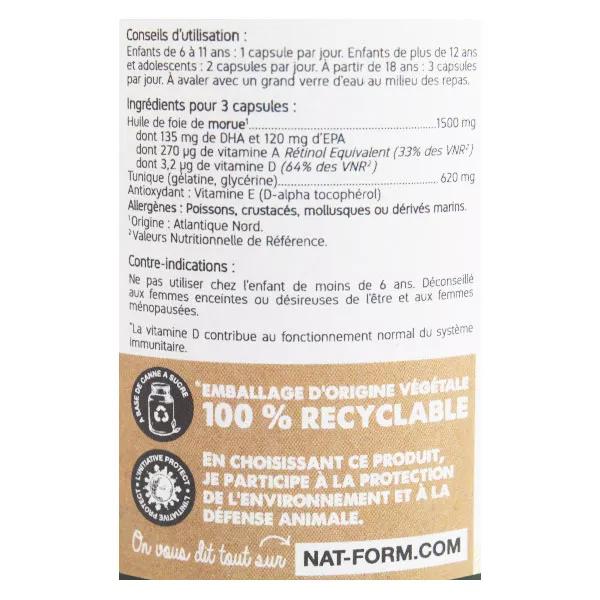 Conseils d'utilisation :
Enfants de 6 à 11 ans : 1 capsule par jour. Enfants de plus de 12 ans
et adolescents : 2 capsules par jour. À partir de 18 ans : 3 capsules
par jour. À avaler avec un grand verre d'eau au milieu des repas.
Ingrédients pour 3 capsules :
Huile de foie de morue¹ 1500 mg
dont 135 mg de DHA et 120 mg d'EPA
dont 270 µg de vitamine A Rétinol Equivalent (33% des VNR²)
dont 3,2 µg de vitamine D (64% des VNR²)
Tunique (gélatine, glycérine) 620 mg
Antioxydant : Vitamine E (D-alpha tocophérol)
Allergènes : Poissons, crustacés, mollusques ou dérivés marins.
¹Origine : Atlantique Nord.
²Valeurs Nutritionnelle de Référence.
Contre-indications :
Ne pas utiliser chez l'enfant de moins de 6 ans. Déconseillé
aux femmes enceintes ou désireuses de l'être et aux femmes
ménopausées.
*La vitamine D contribue au fonctionnement normal du système
immunitaire.
À BASE DE CANNE À SUCRE
*EMBALLAGE D'ORIGINE VÉGÉTALE
100 % RECYCLABLE
L'INITIATIVE PROTECT • L'INITIATIVE PROTECT •
EN CHOISISSANT CE PRODUIT,
JE PARTICIPE À LA PROTECTION
DE L'ENVIRONNEMENT ET À LA
DÉFENSE ANIMALE.
On vous dit tout sur
NAT-FORM.COM